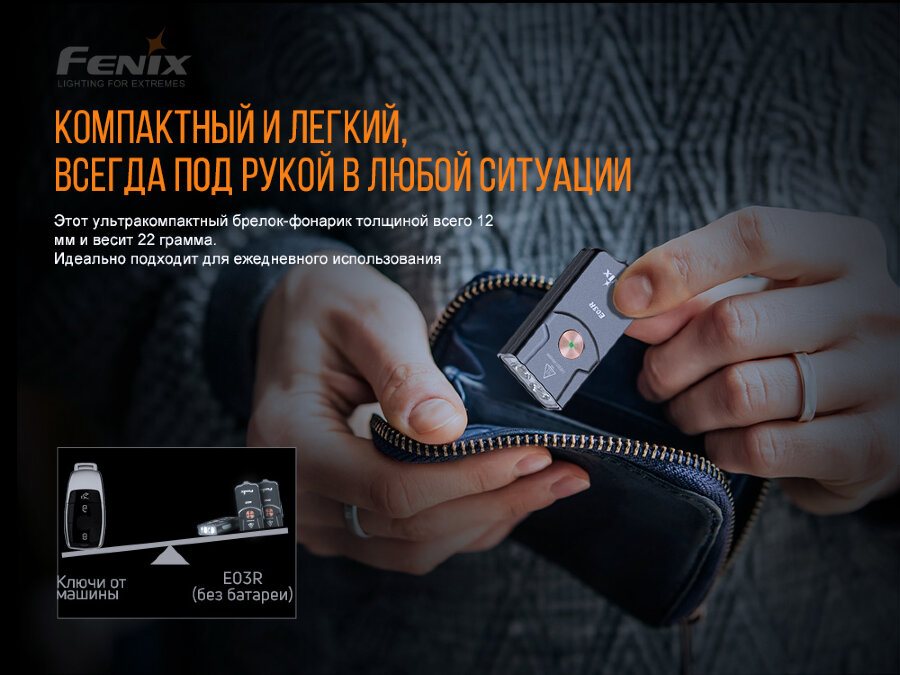 FENIX
LIGHTING FOR EXTREMES
КОМПАКТНЫЙ И ЛЕГКИЙ,
ВСЕГДА ПОД РУКОЙ В ЛЮБОЙ СИТУАЦИИ
Этот ультракомпактный брелок-фонарик толщиной всего 12
мм и весит 22 грамма.
Идеально подходит для ежедневного использования
E03R
Ключи от
машины
E03R
(без батареи)